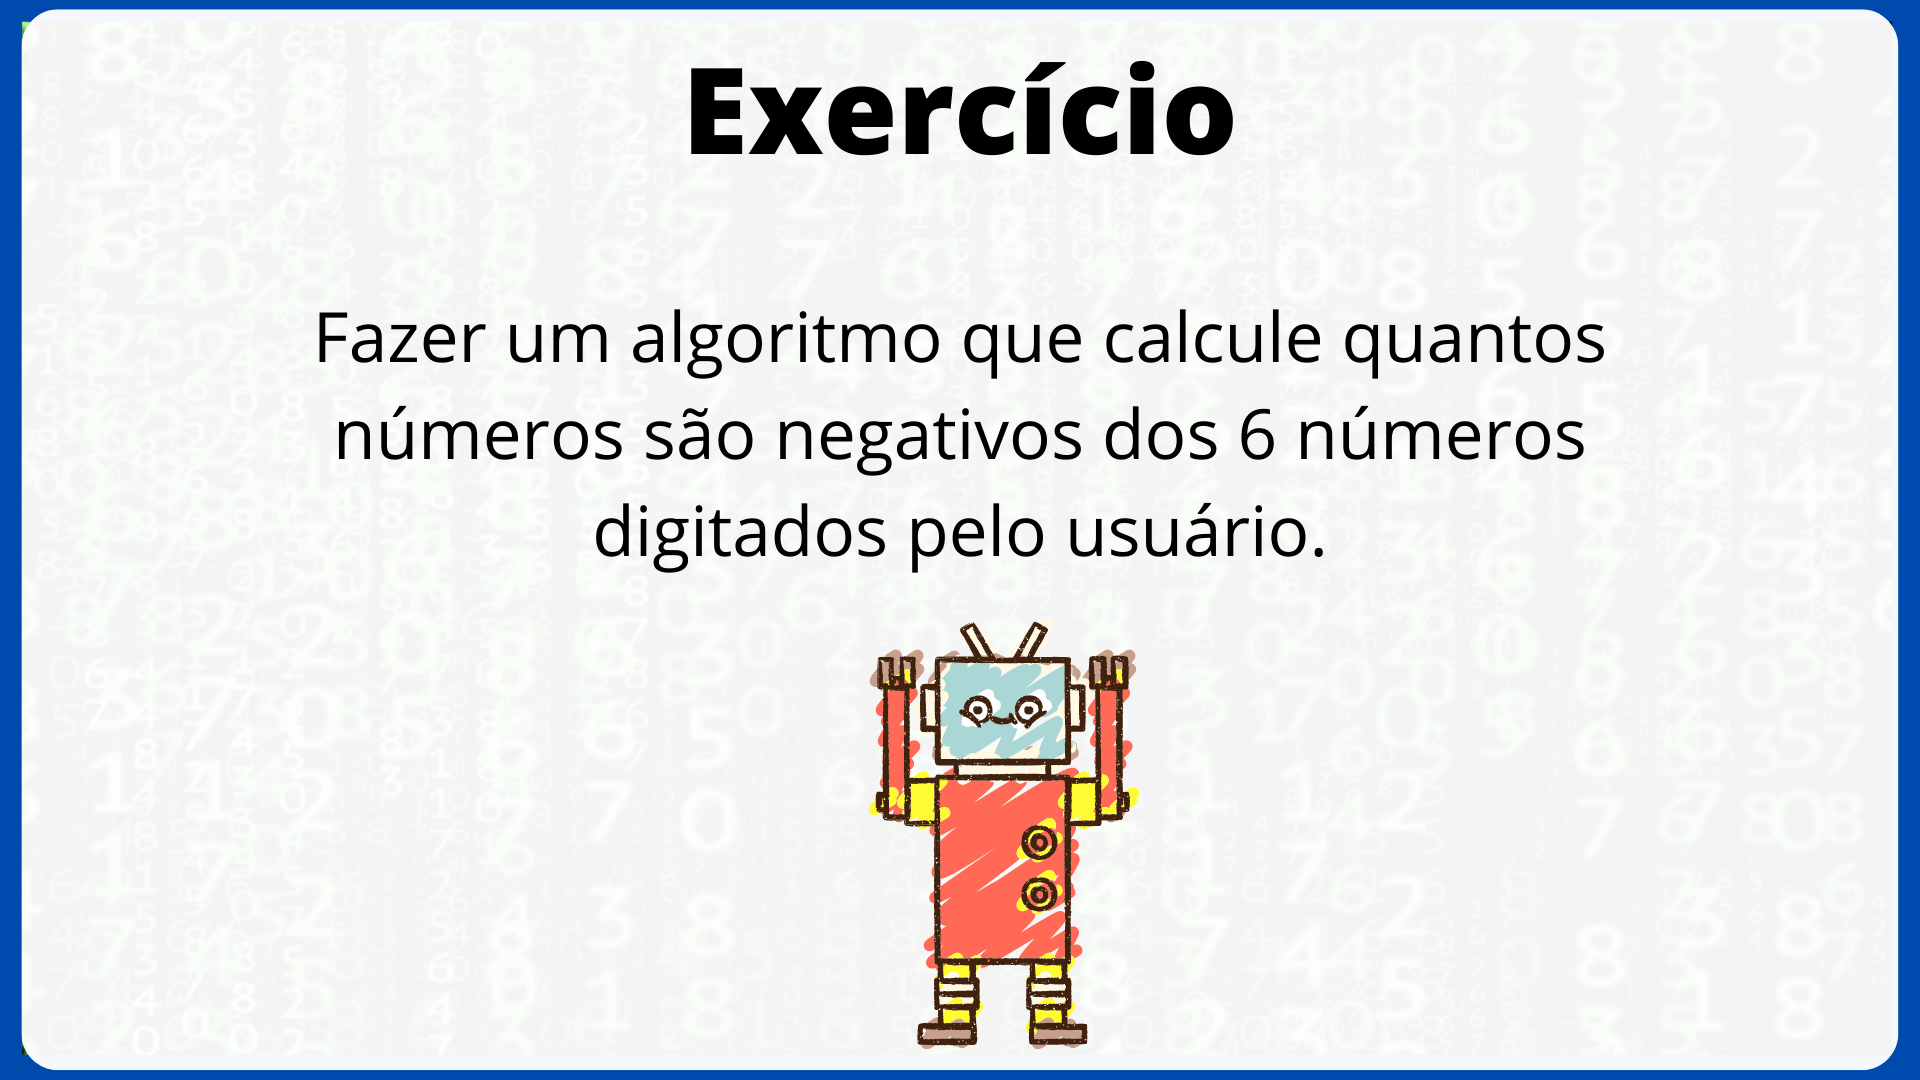 Exercício
Fazer um algoritmo que calcule quantos
números são negativos dos 6 números
digitados pelo usuário.